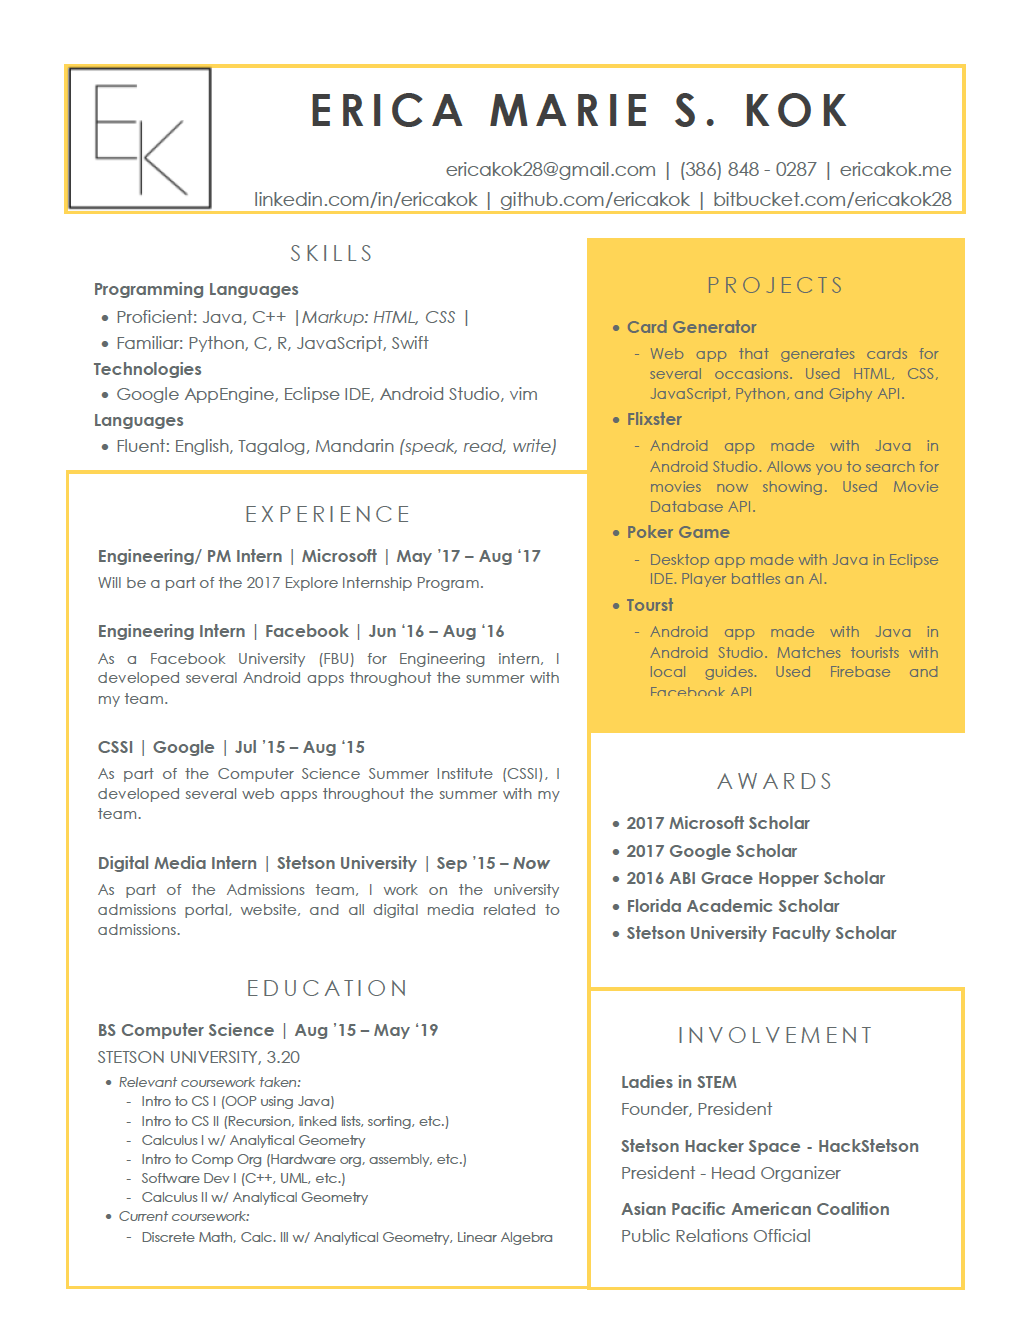 EK
ERICA MARIE S. KOK
ericakok28@gmail.com | (386) 848 - 0287 | ericakok.me
linkedin.com/in/ericakok | github.com/ericakok | bitbucket.com/ericakok28
SKILLS
Programming Languages
• Proficient: Java, C++ |Markup: HTML, CSS |
• Familiar: Python, C, R, JavaScript, Swift
Technologies
• Google AppEngine, Eclipse IDE, Android Studio, vim
Languages
• Fluent: English, Tagalog, Mandarin (speak, read, write)
EXPERIENCE
Engineering/ PM Intern | Microsoft | May ’17 – Aug ‘17
Will be a part of the 2017 Explore Internship Program.
Engineering Intern | Facebook | Jun ‘16 – Aug ‘16
As a Facebook University (FBU) for Engineering intern, I
developed several Android apps throughout the summer with
my team.
CSSI | Google | Jul ’15 – Aug ‘15
As part of the Computer Science Summer Institute (CSSI), I
developed several web apps throughout the summer with my
team.
Digital Media Intern | Stetson University | Sep ’15 – Now
As part of the Admissions team, I work on the university
admissions portal, website, and all digital media related to
admissions.
EDUCATION
BS Computer Science | Aug ’15 – May ‘19
STETSON UNIVERSITY, 3.20
• Relevant coursework taken:
- Intro to CS I (OOP using Java)
- Intro to CS II (Recursion, linked lists, sorting, etc.)
- Calculus I w/ Analytical Geometry
- Intro to Comp Org (Hardware org, assembly, etc.)
- Software Dev I (C++, UML, etc.)
- Calculus II w/ Analytical Geometry
• Current coursework:
- Discrete Math, Calc. III w/ Analytical Geometry, Linear Algebra
PROJECTS
• Card Generator
- Web app that generates cards for
several occasions. Used HTML, CSS,
JavaScript, Python, and Giphy API.
• Flixster
- Android app made with Java in
Android Studio. Allows you to search for
movies now showing. Used Movie
Database API.
• Poker Game
- Desktop app made with Java in Eclipse
IDE. Player battles an AI.
• Tourst
- Android app made with Java in
Android Studio. Matches tourists with
local guides. Used Firebase and
Facebook API
AWARDS
• 2017 Microsoft Scholar
• 2017 Google Scholar
• 2016 ABI Grace Hopper Scholar
• Florida Academic Scholar
• Stetson University Faculty Scholar
INVOLVEMENT
Ladies in STEM
Founder, President
Stetson Hacker Space - HackStetson
President - Head Organizer
Asian Pacific American Coalition
Public Relations Official